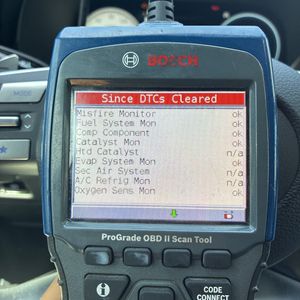 BOSCH
Since DTCs Cleared
Misfire Monitor ok
Fuel System Mon ok
Comp Component ok
Catalyst Mon ok
Htd Catalyst n/a
Evap System Mon ok
Sec Air System n/a
A/C Refrig Mon n/a
Oxygen Sens Mon ok
ProGrade OBD II Scan Tool
CODE
CONNECT
MODE